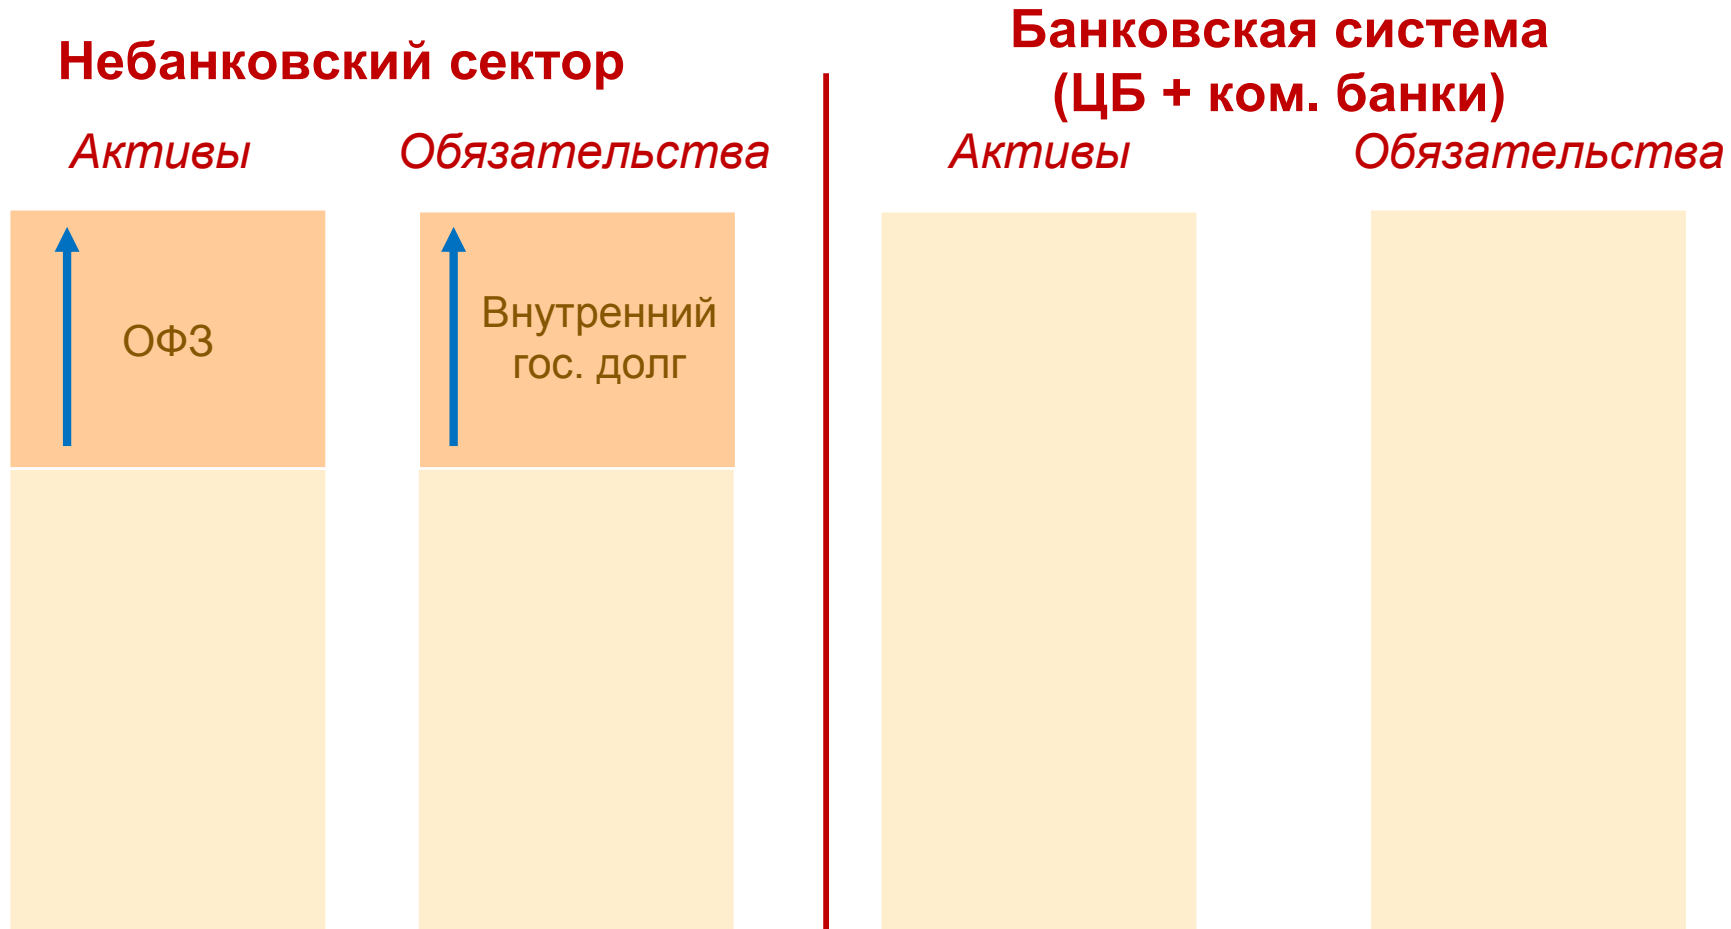 Небанковский сектор
Банковская система
(ЦБ + ком. банки)
Активы
Обязательства
Активы
Обязательства
ОФЗ
Внутренний
гос. долг